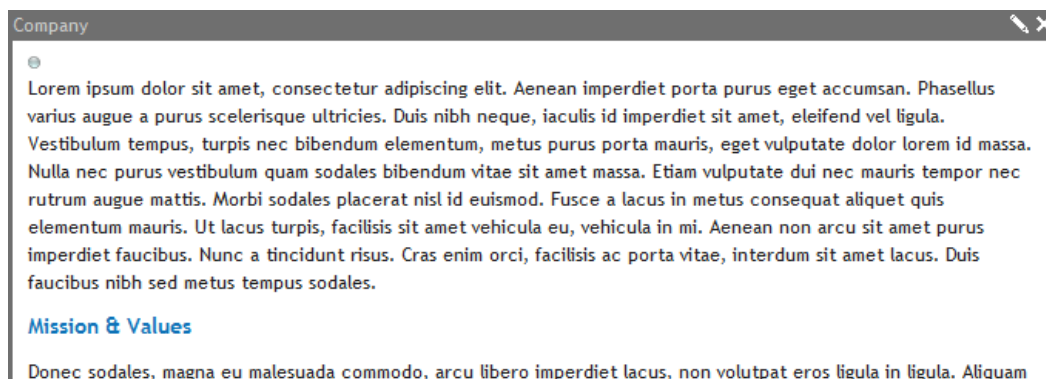 Company
Lorem ipsum dolor sit amet, consectetur adipiscing elit. Aenean imperdiet porta purus eget accumsan. Phasellus
varius augue a purus scelerisque ultricies. Duis nibh neque, iaculis id imperdiet sit amet, eleifend vel ligula.
Vestibulum tempus, turpis nec bibendum elementum, metus purus porta mauris, eget vulputate dolor lorem id massa.
Nulla nec purus vestibulum quam sodales bibendum vitae sit amet massa. Etiam vulputate dui nec mauris tempor nec
rutrum augue mattis. Morbi sodales placerat nisl id euismod. Fusce a lacus in metus consequat aliquet quis
elementum mauris. Ut lacus turpis, facilisis sit amet vehicula eu, vehicula in mi. Aenean non arcu sit amet purus
imperdiet faucibus. Nunc a tincidunt risus. Cras enim orci, facilisis ac porta vitae, interdum sit amet lacus. Duis
faucibus nibh sed metus tempus sodales.
Mission & Values
Donec sodales, magna eu malesuada commodo, arcu libero imperdiet lacus, non volutpat eros ligula in ligula. Aliquam